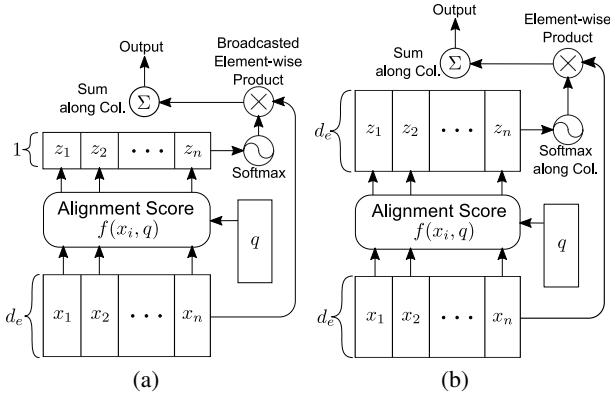 Output
Sum
along Col.
Σ
Broadcasted
Element-wise
Product
×
1
z₁ z₂ · · · zₙ
Softmax
Alignment Score
f(xᵢ, q)
q
dₑ
x₁ x₂ · · · xₙ
(a)
Output
Sum
along Col.
Σ
Element-wise
Product
×
dₑ
z₁ z₂ · · · zₙ
Softmax
along Col.
Alignment Score
f(xᵢ, q)
q
dₑ
x₁ x₂ · · · xₙ
(b)